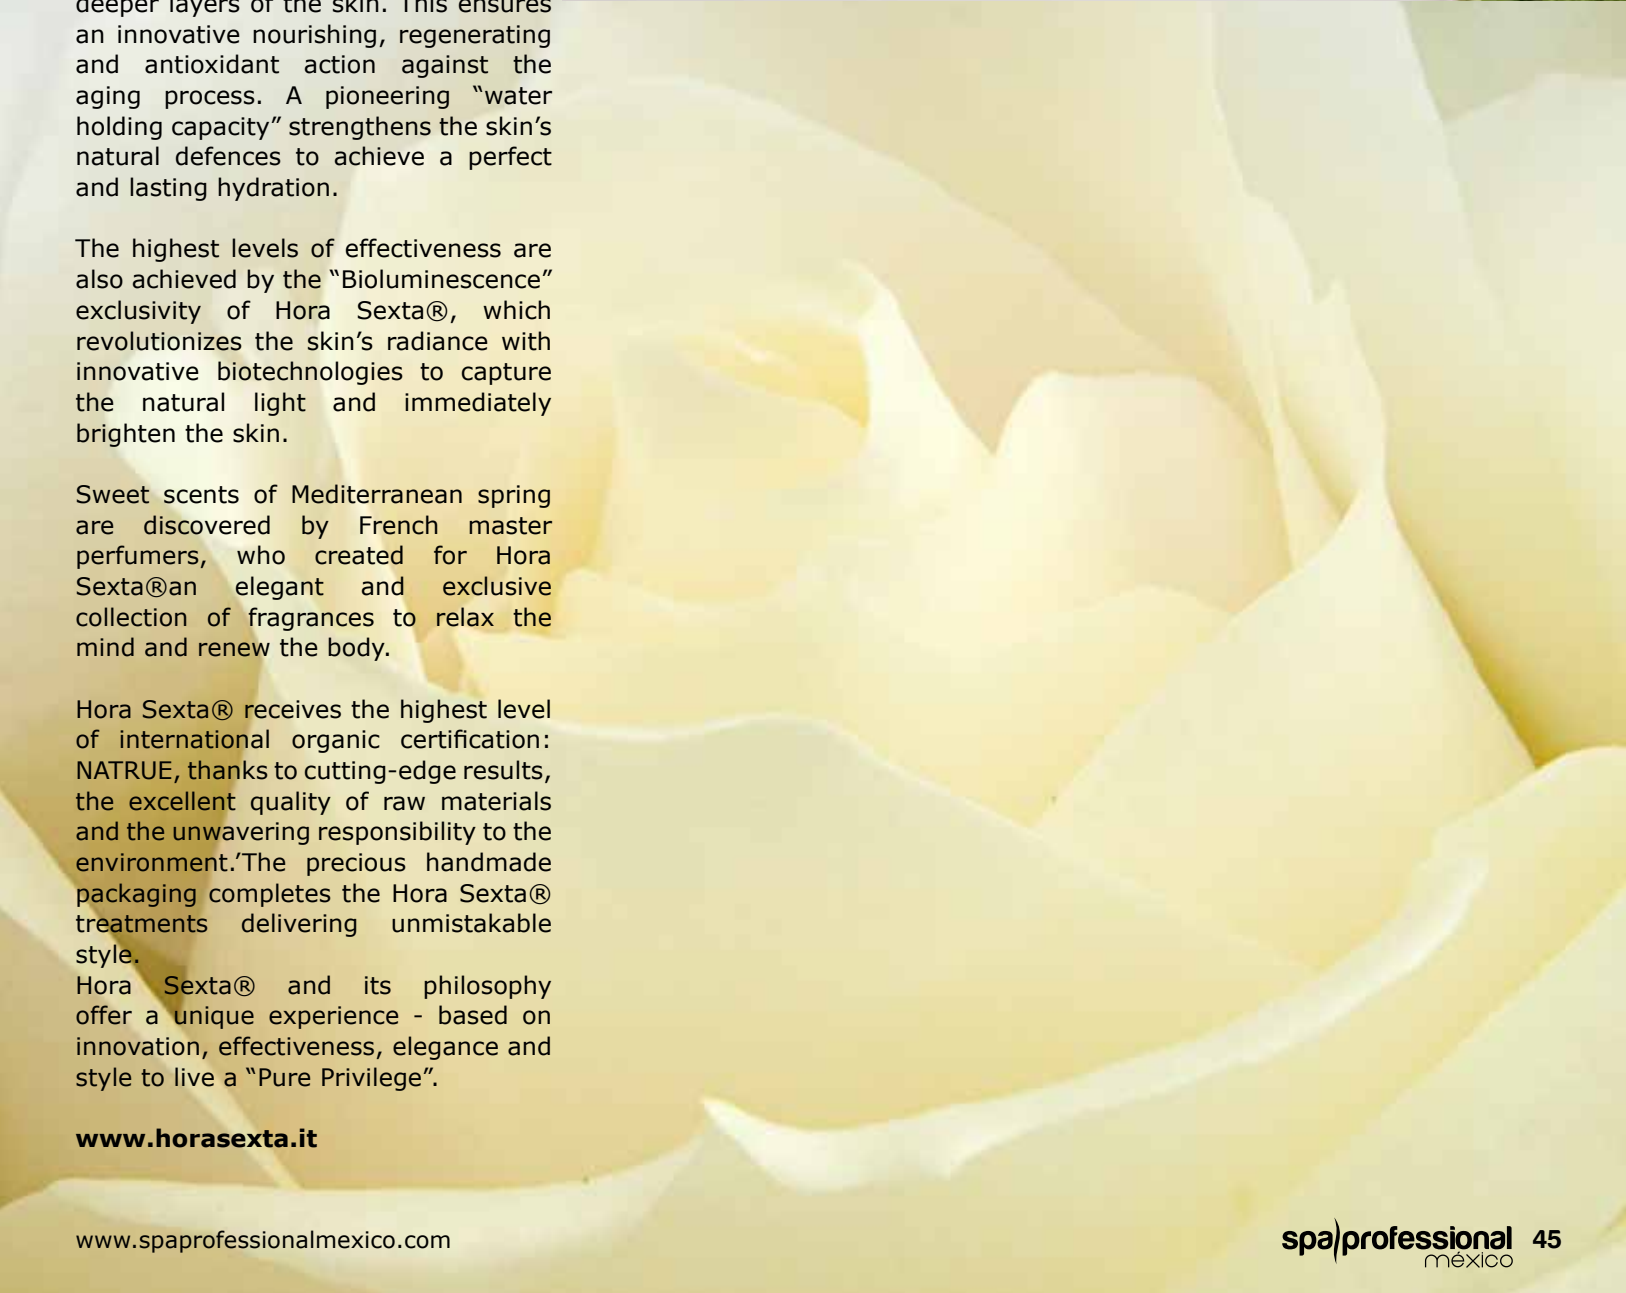 deeper layers of the skin. This ensures
an innovative nourishing, regenerating
and antioxidant action against the
aging process. A pioneering “water
holding capacity” strengthens the skin’s
natural defences to achieve a perfect
and lasting hydration.
The highest levels of effectiveness are
also achieved by the “Bioluminescence”
exclusivity of Hora Sexta®, which
revolutionizes the skin’s radiance with
innovative biotechnologies to capture
the natural light and immediately
brighten the skin.
Sweet scents of Mediterranean spring
are discovered by French master
perfumers, who created for Hora
Sexta®an elegant and exclusive
collection of fragrances to relax the
mind and renew the body.
Hora Sexta® receives the highest level
of international organic certification:
NATRUE, thanks to cutting-edge results,
the excellent quality of raw materials
and the unwavering responsibility to the
environment.’The precious handmade
packaging completes the Hora Sexta®
treatments delivering unmistakable
style.
Hora Sexta® and its philosophy
offer a unique experience - based on
innovation, effectiveness, elegance and
style to live a “Pure Privilege”.
www.horasexta.it
www.spaprofessionalmexico.com
spa)professional 45
méxico